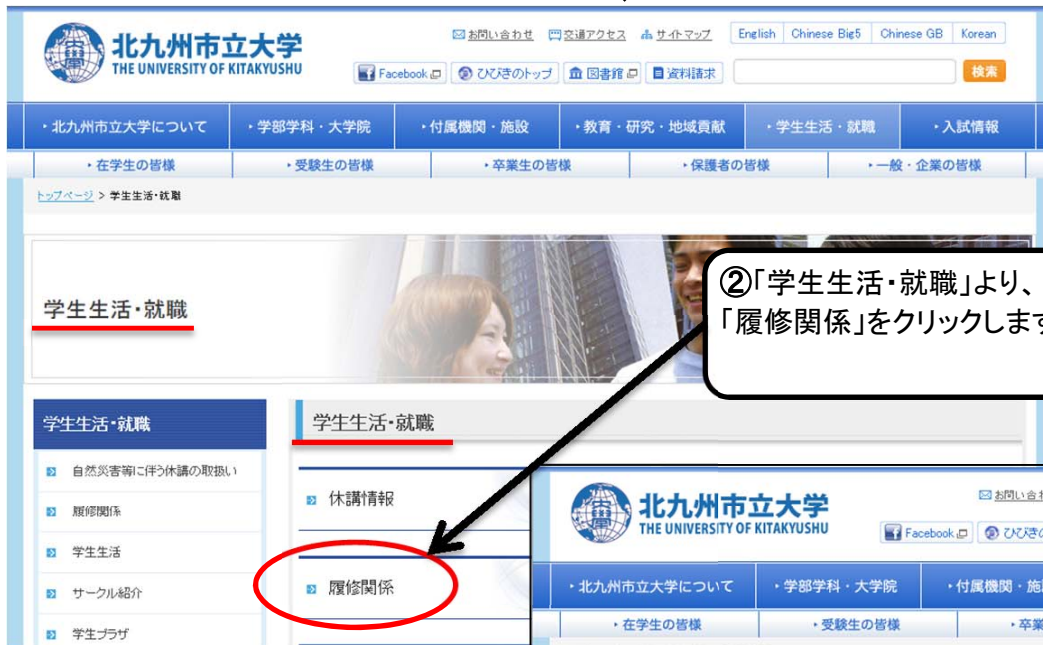 北九州市立大学
THE UNIVERSITY OF KITAKYUSHU
お問い合わせ 交通アクセス サイトマップ English Chinese Big5 Chinese GB Korean
Facebook ひびきのトップ 図書館 資料請求 検索
・北九州市立大学について ・学部学科・大学院 ・付属機関・施設 ・教育・研究・地域貢献 ・学生生活・就職 ・入試情報
・在学生の皆様 ・受験生の皆様 ・卒業生の皆様 ・保護者の皆様 ・一般・企業の皆様
トップページ > 学生生活・就職
学生生活・就職
②「学生生活・就職」より、
「履修関係」をクリックします
学生生活・就職
自然災害等に伴う休講の取扱い
履修関係
学生生活
サークル紹介
学生プラザ
学生生活・就職
休講情報
履修関係
北九州市立大学
THE UNIVERSITY OF KITAKYUSHU
お問い合わ
Facebook ひびきの
・北九州市立大学について ・学部学科・大学院 ・付属機関・施
・在学生の皆様 ・受験生の皆様 ・卒業